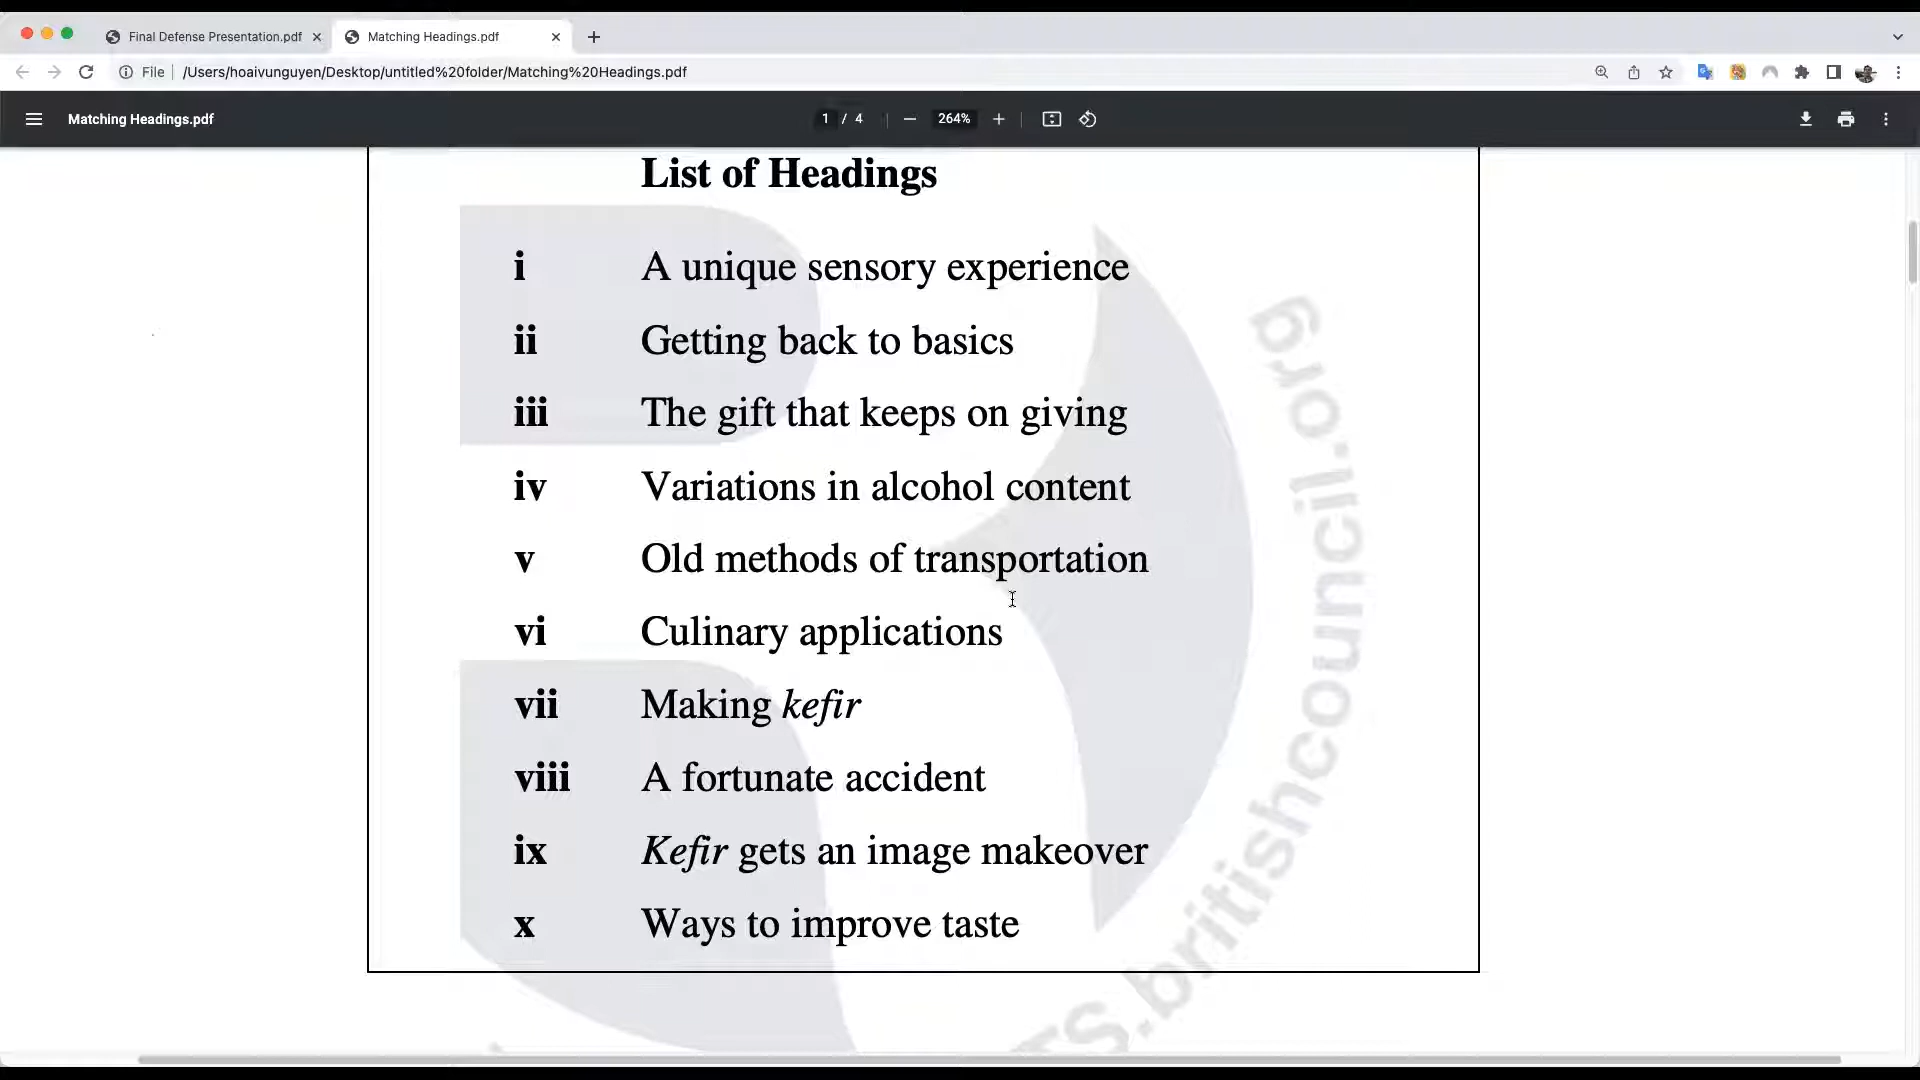 Final Defense Presentation.pdf
Matching Headings.pdf
File
/Users/hoaivunguyen/Desktop/untitled%20folder/Matching%20Headings.pdf
Matching Headings.pdf
1 / 4
264%
List of Headings
i A unique sensory experience
ii Getting back to basics
iii The gift that keeps on giving
iv Variations in alcohol content
v Old methods of transportation
vi Culinary applications
vii Making kefir
viii A fortunate accident
ix Kefir gets an image makeover
x Ways to improve taste
TS.britishcouncil.org